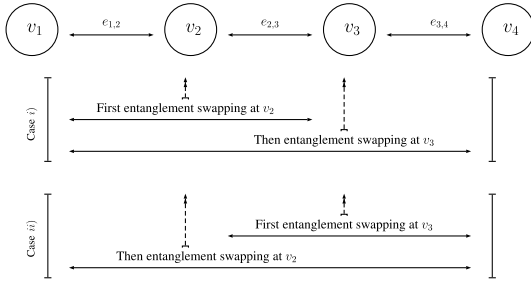 v₁ e₁,₂ v₂ e₂,₃ v₃ e₃,₄ v₄
Case i)
First entanglement swapping at v₂
Then entanglement swapping at v₃
Case ii)
First entanglement swapping at v₃
Then entanglement swapping at v₂